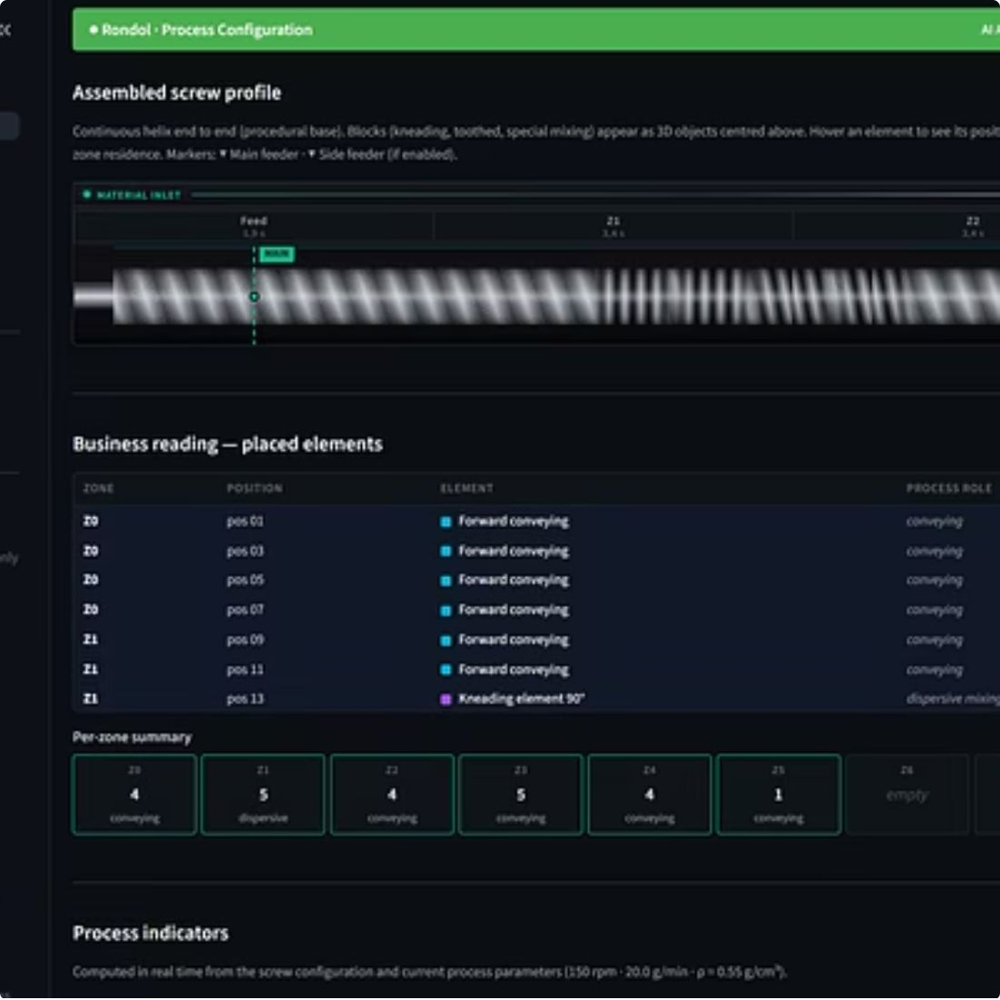 Rondol · Process Configuration
Assembled screw profile
Continuous helix end to end (procedural base). Blocks (kneading, toothed, special mixing) appear as 3D objects centred above. Hover an element to see its
zone residence. Markers: ▼ Main feeder · ▼ Side feeder (if enabled).
MATERIAL INLET
Feed Z1 Z2
MAIN
Business reading — placed elements
ZONE POSITION ELEMENT PROCESS ROLE
Z0 pos 01 Forward conveying conveying
Z0 pos 03 Forward conveying conveying
Z0 pos 05 Forward conveying conveying
Z0 pos 07 Forward conveying conveying
Z1 pos 09 Forward conveying conveying
Z1 pos 11 Forward conveying conveying
Z1 pos 13 Kneading element 90° dispersive mixing
Per-zone summary
Z0 Z1 Z2 Z3 Z4 Z5 Z6
4 5 4 5 4 1 empty
conveying dispersive conveying conveying conveying conveying
Process indicators
Computed in real time from the screw configuration and current process parameters (150 rpm · 20.0 g/min · ρ = 0.55 g/cm³).